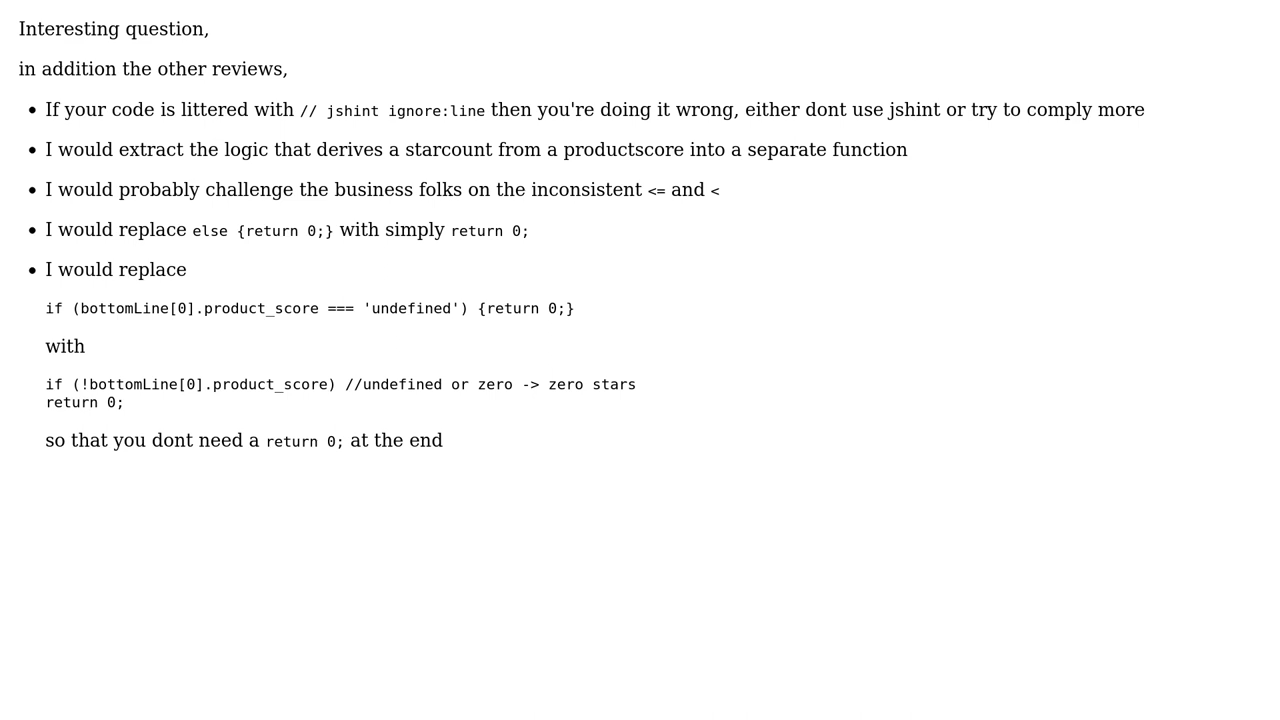 Interesting question,
in addition the other reviews,
• If your code is littered with // jshint ignore:line then you're doing it wrong, either dont use jshint or try to comply more
• I would extract the logic that derives a starcount from a productscore into a separate function
• I would probably challenge the business folks on the inconsistent <= and <
• I would replace else {return 0;} with simply return 0;
• I would replace
if (bottomLine[0].product_score === 'undefined') {return 0;}
with
if (!bottomLine[0].product_score) //undefined or zero -> zero stars
return 0;
so that you dont need a return 0; at the end